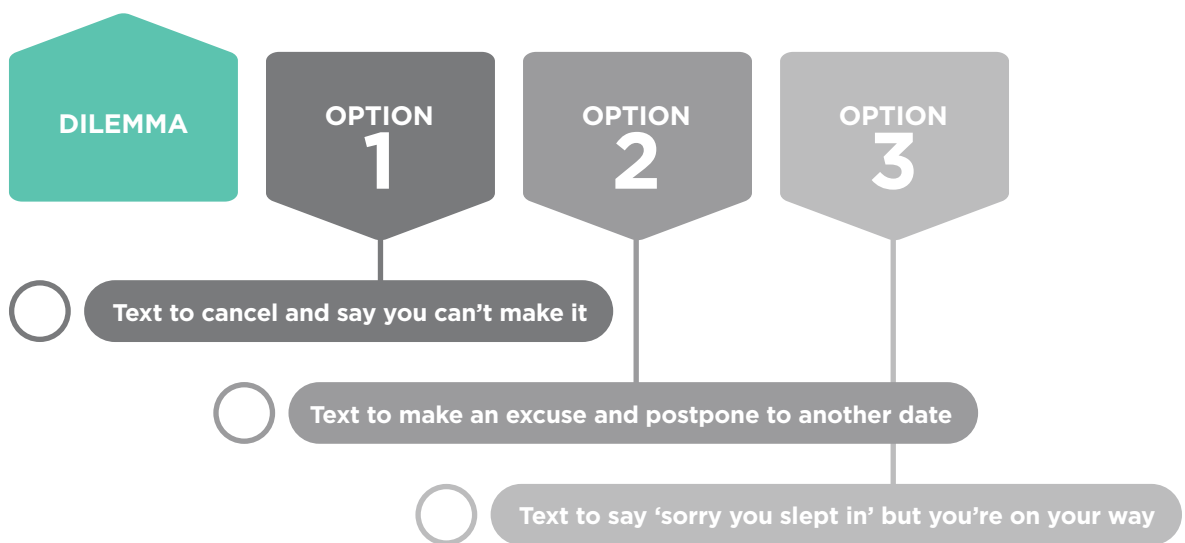 DILEMMA
OPTION
1
OPTION
2
OPTION
3
Text to cancel and say you can’t make it
Text to make an excuse and postpone to another date
Text to say ‘sorry you slept in’ but you’re on your way